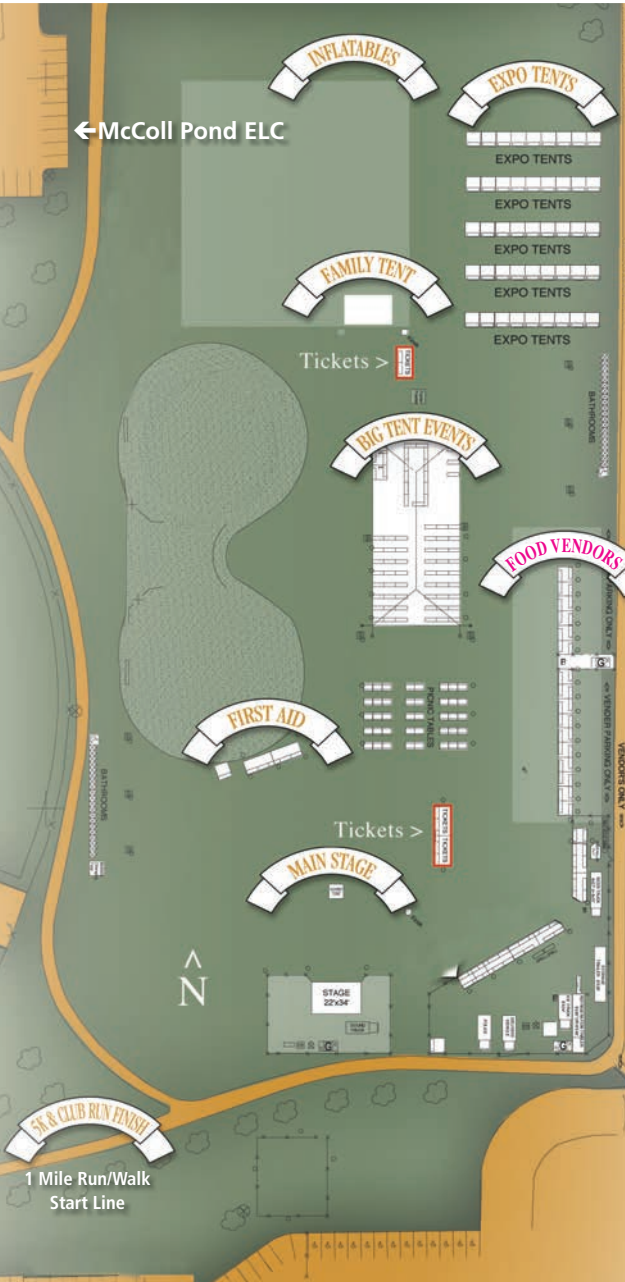 INFLATABLES
EXPO TENTS
←McColl Pond ELC
EXPO TENTS
EXPO TENTS
EXPO TENTS
EXPO TENTS
EXPO TENTS
FAMILY TENT
Tickets >
TICKETS
BATHROOMS
BIG TENT EVENTS
FOOD VENDORS
PARKING ONLY =>
G
<= VENDER PARKING ONLY =>
VENDORS ONLY =>
PICNIC TABLES
FIRST AID
BATHROOMS
Tickets >
TICKETS TICKETS
MAIN STAGE
N
STAGE
22'x34'
G
G
5K & CLUB RUN FINISH
1 Mile Run/Walk
Start Line